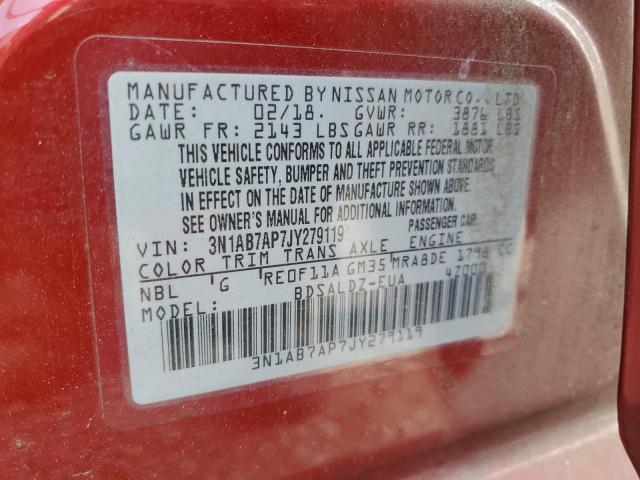 MANUFACTURED BY NISSAN MOTOR CO., LTD.
DATE: 02/18. GVWR: 3876 LBS
GAWR FR: 2143 LBS GAWR RR: 1881 LBS
THIS VEHICLE CONFORMS TO ALL APPLICABLE FEDERAL MOTOR
VEHICLE SAFETY, BUMPER AND THEFT PREVENTION STANDARDS
IN EFFECT ON THE DATE OF MANUFACTURE SHOWN ABOVE.
SEE OWNER'S MANUAL FOR ADDITIONAL CAUTION.
VIN: 3N1AB7AP7JY279119 PASSENGER CAR
COLOR TRIM TRANS AXLE ENGINE
NBL G RE0F11A GM35 MRA8DE 1798 CC
MODEL: BDSALDZ-EUA 47000
3N1AB7AP7JY279119